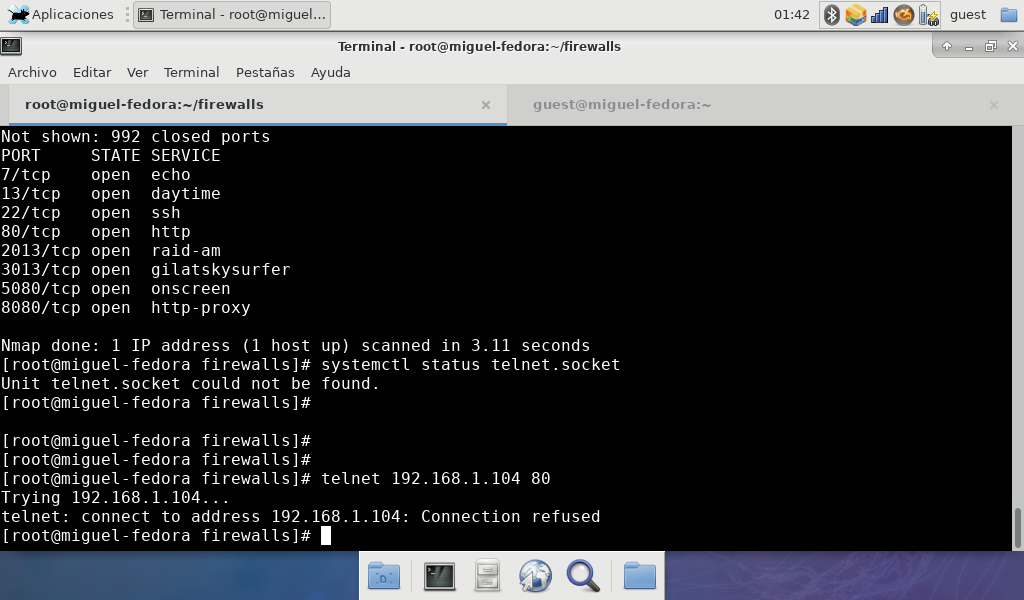 Aplicaciones
Terminal - root@miguel...
01:42
guest
Terminal - root@miguel-fedora:~/firewalls
Archivo Editar Ver Terminal Pestañas Ayuda
root@miguel-fedora:~/firewalls
guest@miguel-fedora:~
Not shown: 992 closed ports
PORT     STATE SERVICE
7/tcp    open  echo
13/tcp   open  daytime
22/tcp   open  ssh
80/tcp   open  http
2013/tcp open  raid-am
3013/tcp open  gilatskysurfer
5080/tcp open  onscreen
8080/tcp open  http-proxy
Nmap done: 1 IP address (1 host up) scanned in 3.11 seconds
[root@miguel-fedora firewalls]# systemctl status telnet.socket
Unit telnet.socket could not be found.
[root@miguel-fedora firewalls]#
[root@miguel-fedora firewalls]#
[root@miguel-fedora firewalls]#
[root@miguel-fedora firewalls]# telnet 192.168.1.104 80
Trying 192.168.1.104...
telnet: connect to address 192.168.1.104: Connection refused
[root@miguel-fedora firewalls]#